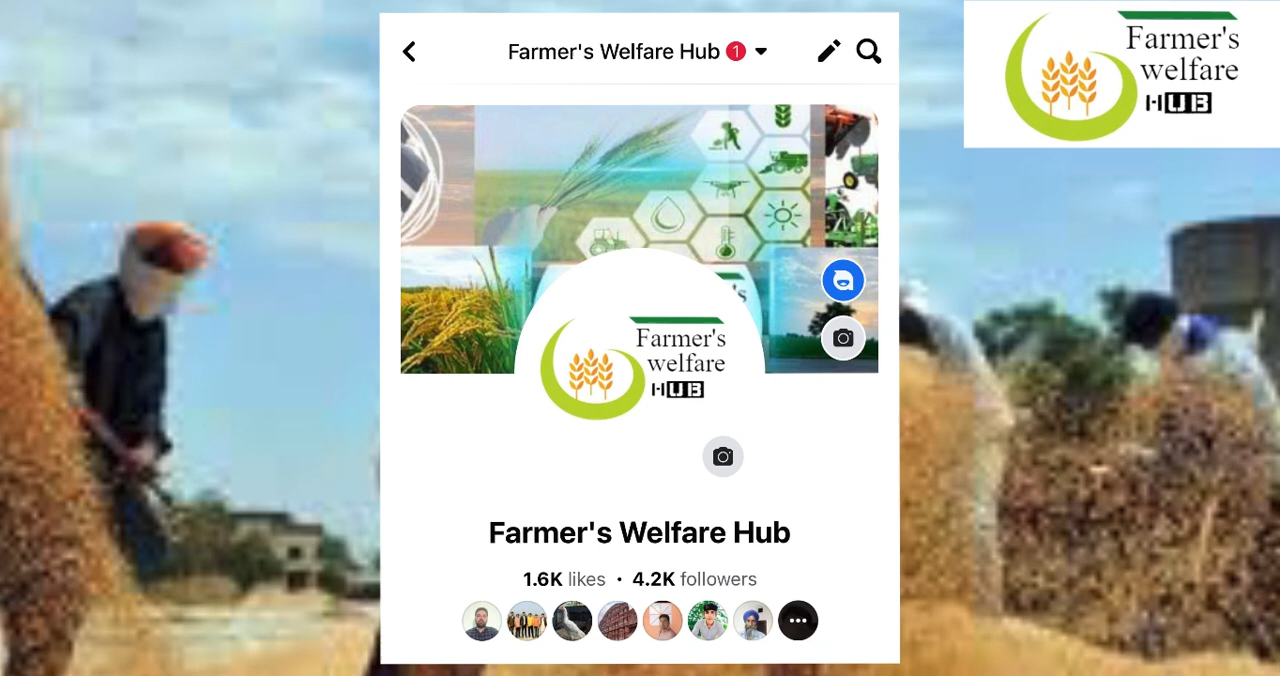 Farmer's Welfare Hub 1
Farmer's
welfare
HUB
Farmer's
welfare
HUB
Farmer's Welfare Hub
1.6K likes • 4.2K followers